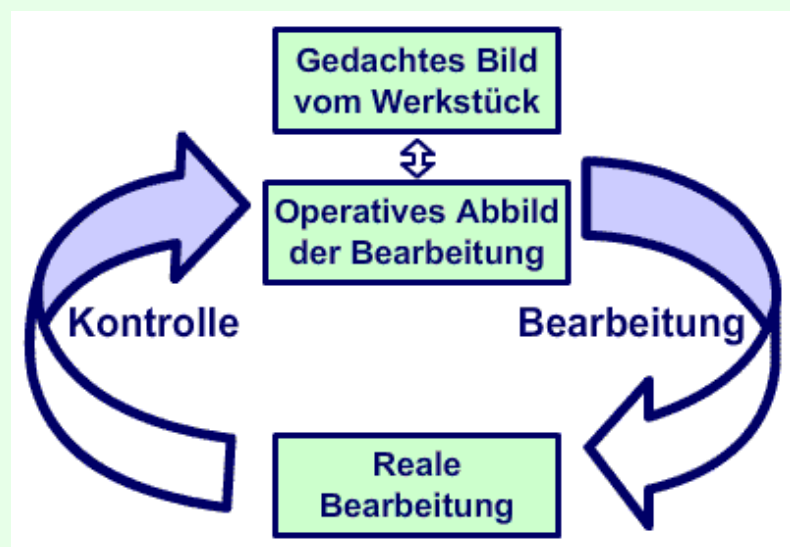 Gedachtes Bild
vom Werkstück
Operatives Abbild
der Bearbeitung
Kontrolle
Bearbeitung
Reale
Bearbeitung